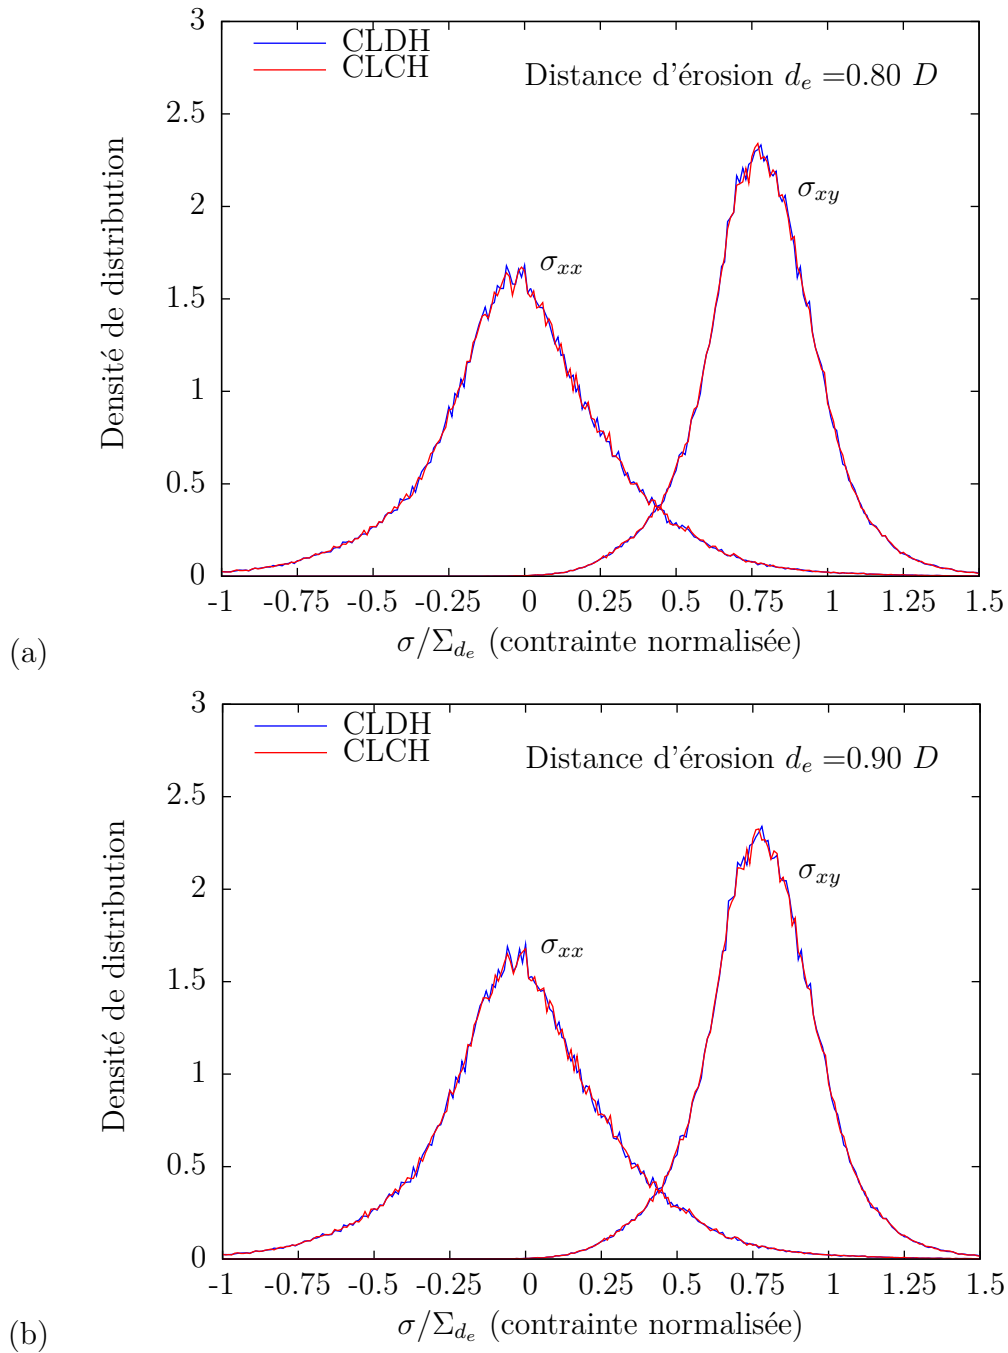 3
CLDH
CLCH
Distance d'érosion d_e =0.80 D
2.5
σ_xy
2
σ_xx
1.5
1
0.5
0
Densité de distribution
-1 -0.75 -0.5 -0.25 0 0.25 0.5 0.75 1 1.25 1.5
σ/Σ_{d_e} (contrainte normalisée)
(a)
3
CLDH
CLCH
Distance d'érosion d_e =0.90 D
2.5
σ_xy
2
σ_xx
1.5
1
0.5
0
Densité de distribution
-1 -0.75 -0.5 -0.25 0 0.25 0.5 0.75 1 1.25 1.5
σ/Σ_{d_e} (contrainte normalisée)
(b)